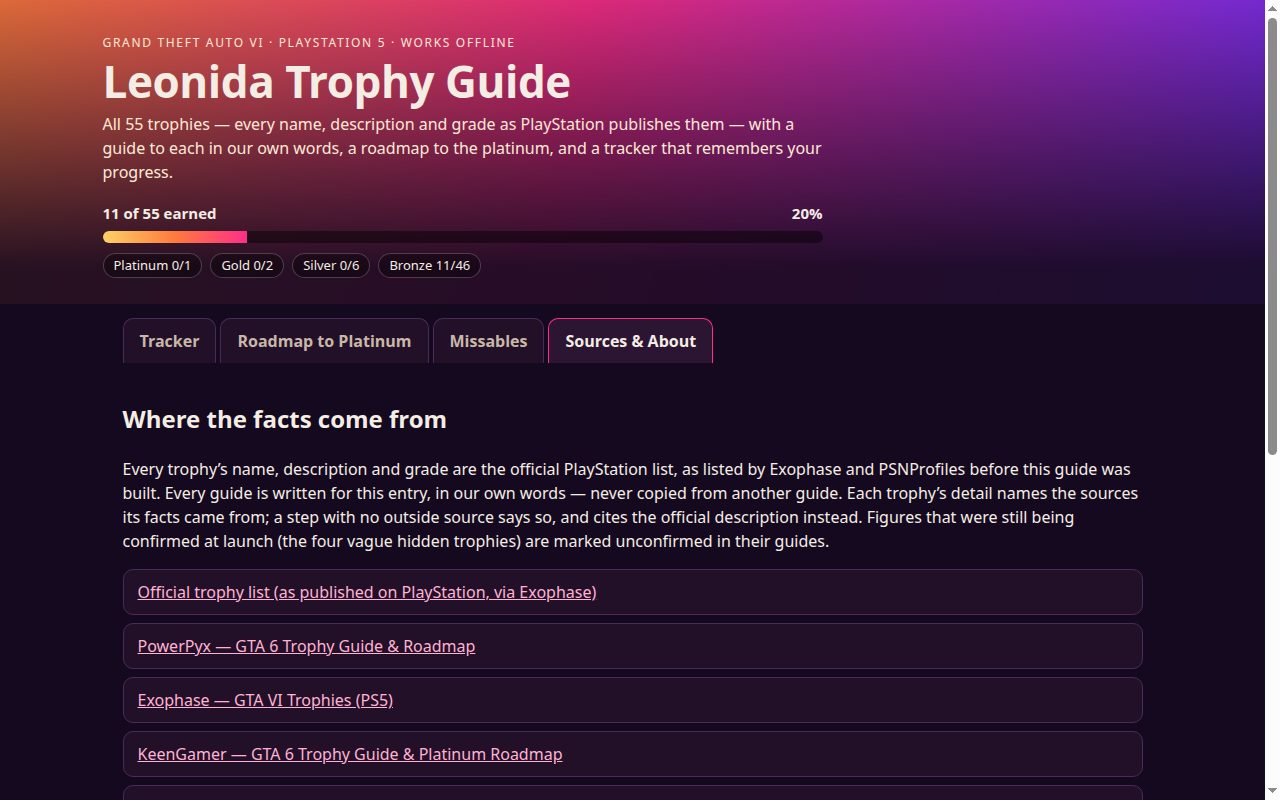 GRAND THEFT AUTO VI · PLAYSTATION 5 · WORKS OFFLINE
Leonida Trophy Guide
All 55 trophies — every name, description and grade as PlayStation publishes them — with a
guide to each in our own words, a roadmap to the platinum, and a tracker that remembers your
progress.
11 of 55 earned 20%
Platinum 0/1 Gold 0/2 Silver 0/6 Bronze 11/46
Tracker Roadmap to Platinum Missables Sources & About
Where the facts come from
Every trophy’s name, description and grade are the official PlayStation list, as listed by Exophase and PSNProfiles before this guide was
built. Every guide is written for this entry, in our own words — never copied from another guide. Each trophy’s detail names the sources
its facts came from; a step with no outside source says so, and cites the official description instead. Figures that were still being
confirmed at launch (the four vague hidden trophies) are marked unconfirmed in their guides.
Official trophy list (as published on PlayStation, via Exophase)
PowerPyx — GTA 6 Trophy Guide & Roadmap
Exophase — GTA VI Trophies (PS5)
KeenGamer — GTA 6 Trophy Guide & Platinum Roadmap